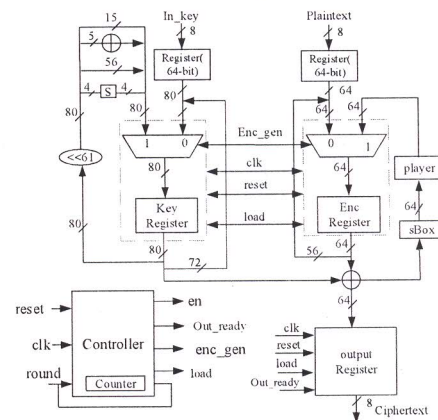 15
In_key
Plaintext
5
8
8
56
Register(
64-bit)
Register(
64-bit)
4
S
4
80
64
80
80
80
64
64
1
0
Enc_gen
0
1
<<61
80
clk
64
player
reset
64
Key
Register
Enc
Register
sBox
load
80
80
72
56
64
64
reset
clk
round
Controller
Counter
en
Out_ready
enc_gen
load
clk
reset
load
Out_ready
output
Register
8
Ciphertext